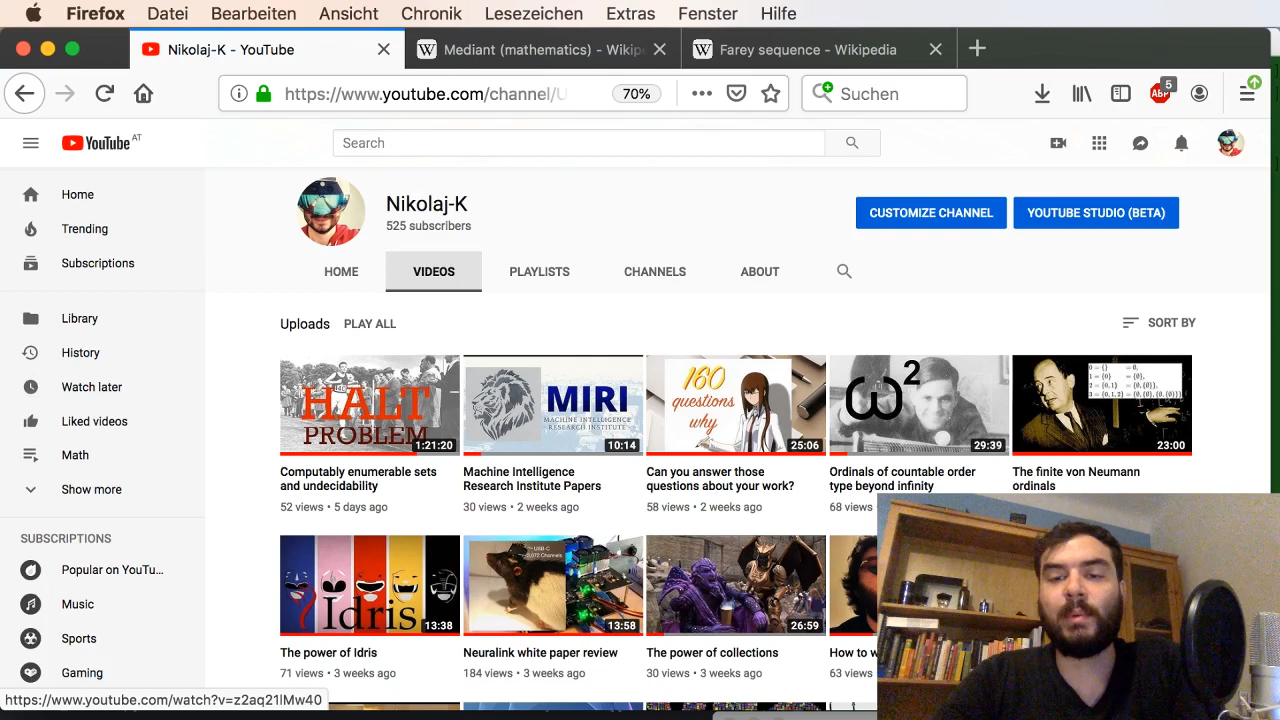 Firefox Datei Bearbeiten Ansicht Chronik Lesezeichen Extras Fenster Hilfe
Nikolaj-K - YouTube
Mediant (mathematics) - Wikip
Farey sequence - Wikipedia
https://www.youtube.com/channel/U
70%
Suchen
ABP
5
YouTube AT
Search
Home
Trending
Subscriptions
Library
History
Watch later
Liked videos
Math
Show more
SUBSCRIPTIONS
Popular on YouTu...
Music
Sports
Gaming
Nikolaj-K
525 subscribers
CUSTOMIZE CHANNEL
YOUTUBE STUDIO (BETA)
HOME VIDEOS PLAYLISTS CHANNELS ABOUT
Uploads PLAY ALL
SORT BY
HALT
PROBLEM
1:21:20
Computably enumerable sets
and undecidability
52 views • 5 days ago
MIRI
MACHINE INTELLIGENCE
RESEARCH INSTITUTE
10:14
Machine Intelligence
Research Institute Papers
30 views • 2 weeks ago
160
questions
why
25:06
Can you answer those
questions about your work?
58 views • 2 weeks ago
ω2
29:39
Ordinals of countable order
type beyond infinity
68 views
23:00
The finite von Neumann
ordinals
Idris
13:38
The power of Idris
71 views • 3 weeks ago
USB-C
13:58
Neuralink white paper review
184 views • 3 weeks ago
26:59
The power of collections
30 views • 3 weeks ago
How to w
63 views
https://www.youtube.com/watch?v=z2aq21lMw40